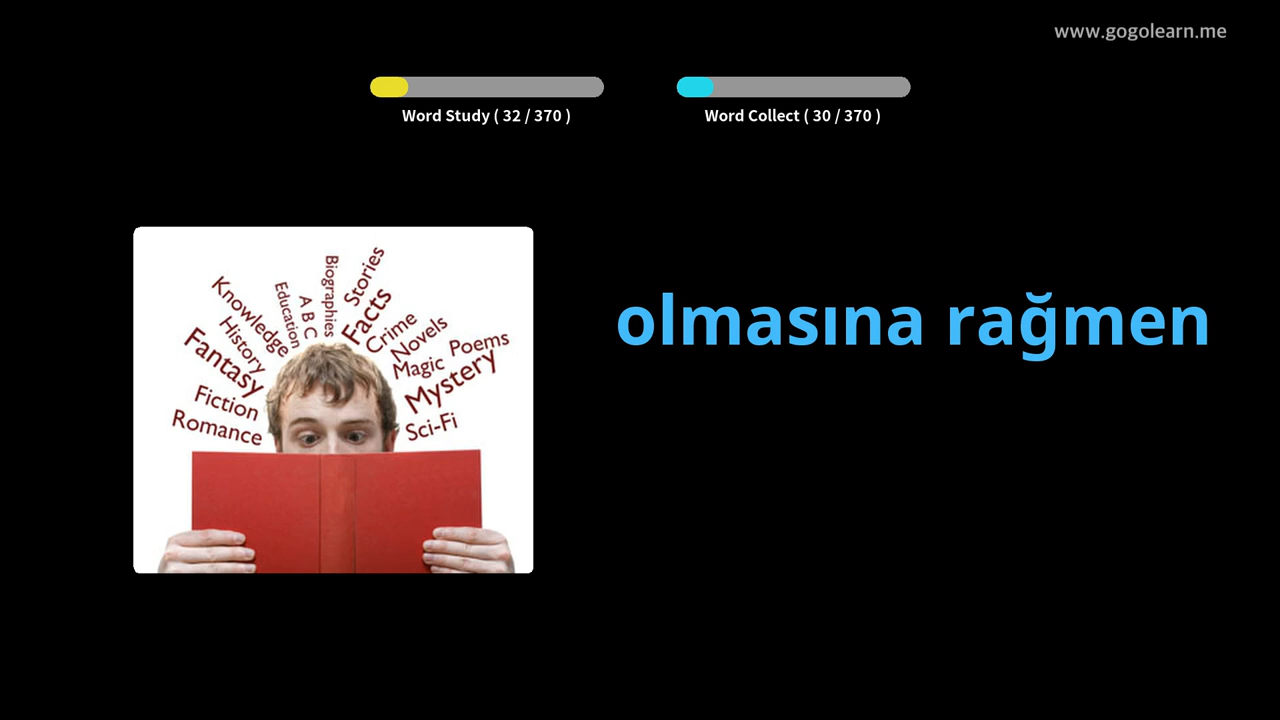 www.gogolearn.me
Word Study ( 32 / 370 )
Word Collect ( 30 / 370 )
olmasına rağmen
Biographies
Stories
Education
A B C
Facts
Knowledge
Crime
History
Novels
Poems
Fantasy
Magic
Mystery
Fiction
Romance
Sci-Fi